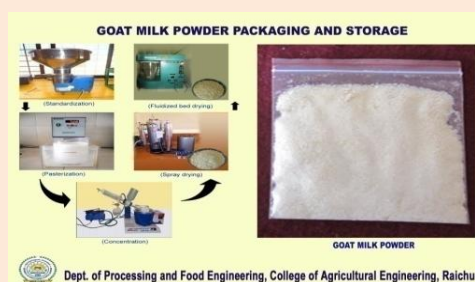 GOAT MILK POWDER PACKAGING AND STORAGE
(Standardization)
(Fluidized bed drying)
(Pasterization)
(Spray drying)
(Concentration)
GOAT MILK POWDER
Dept. of Processing and Food Engineering, College of Agricultural Engineering, Raichu